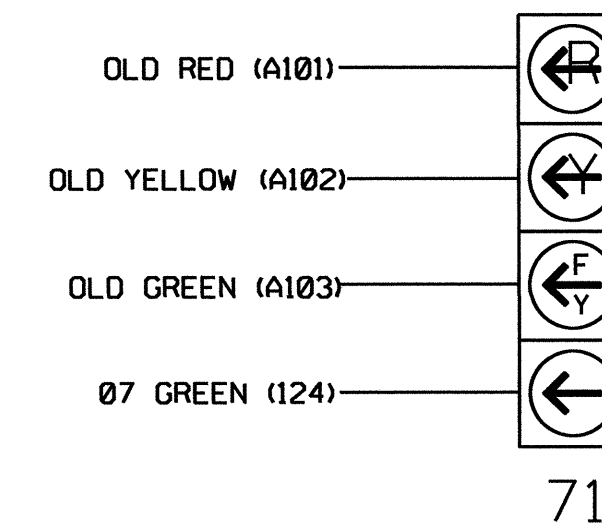 OLD RED (A101)
R
OLD YELLOW (A102)
Y
OLD GREEN (A103)
F
Y
07 GREEN (124)
71